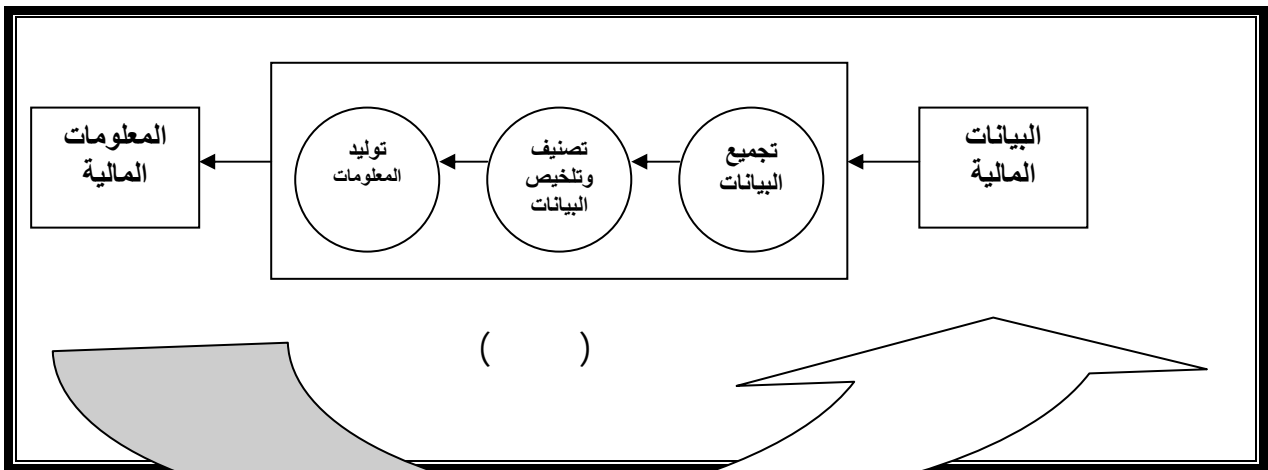 البيانات
المالية
تجميع
البيانات
تصنيف
وتلخيص
البيانات
توليد
المعلومات
المعلومات
المالية
( )